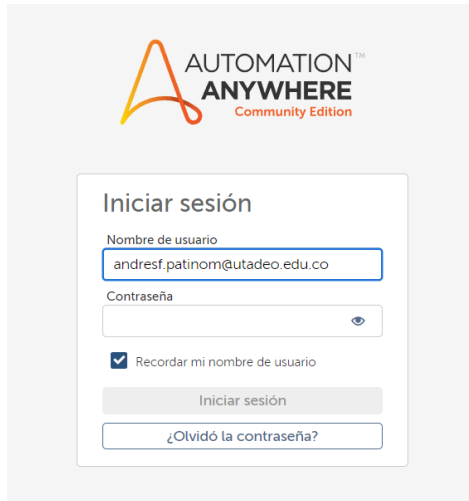 AUTOMATION™
ANYWHERE
Community Edition
Iniciar sesión
Nombre de usuario
andresf.patinom@utadeo.edu.co
Contraseña
Recordar mi nombre de usuario
Iniciar sesión
¿Olvidó la contraseña?